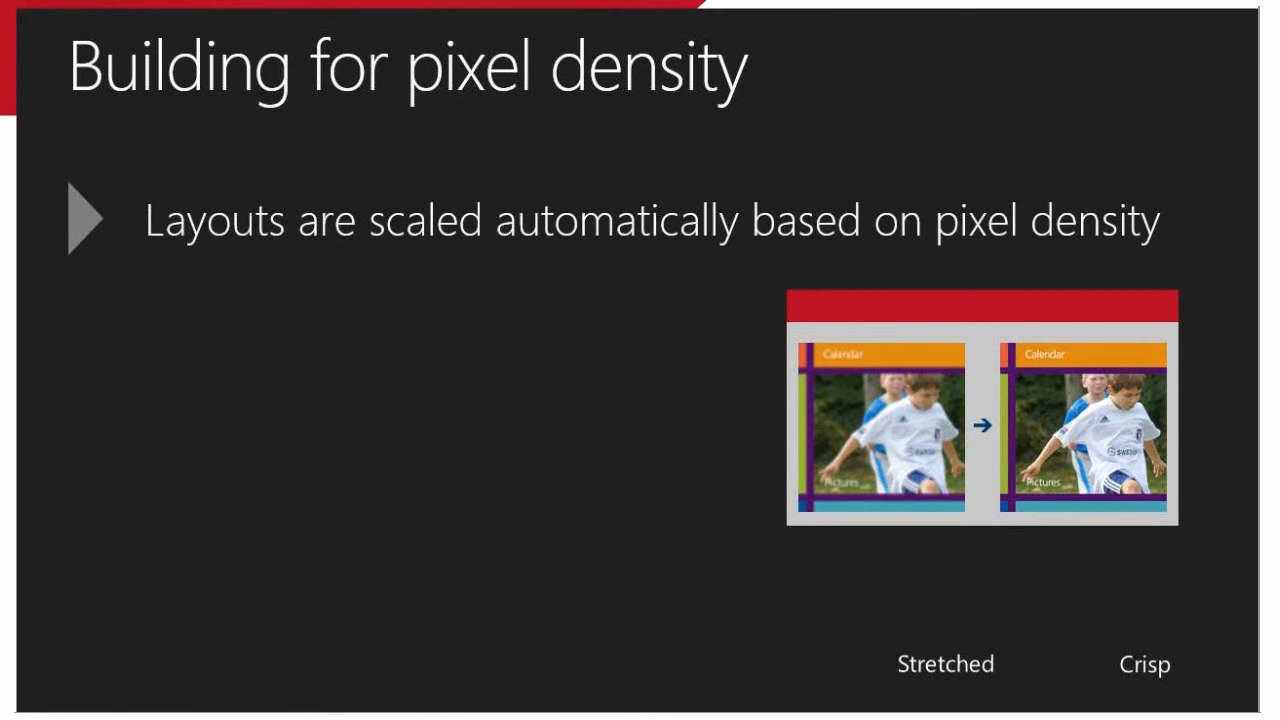 Building for pixel density
Layouts are scaled automatically based on pixel density
Calendar
Calendar
Pictures
Pictures
Stretched
Crisp